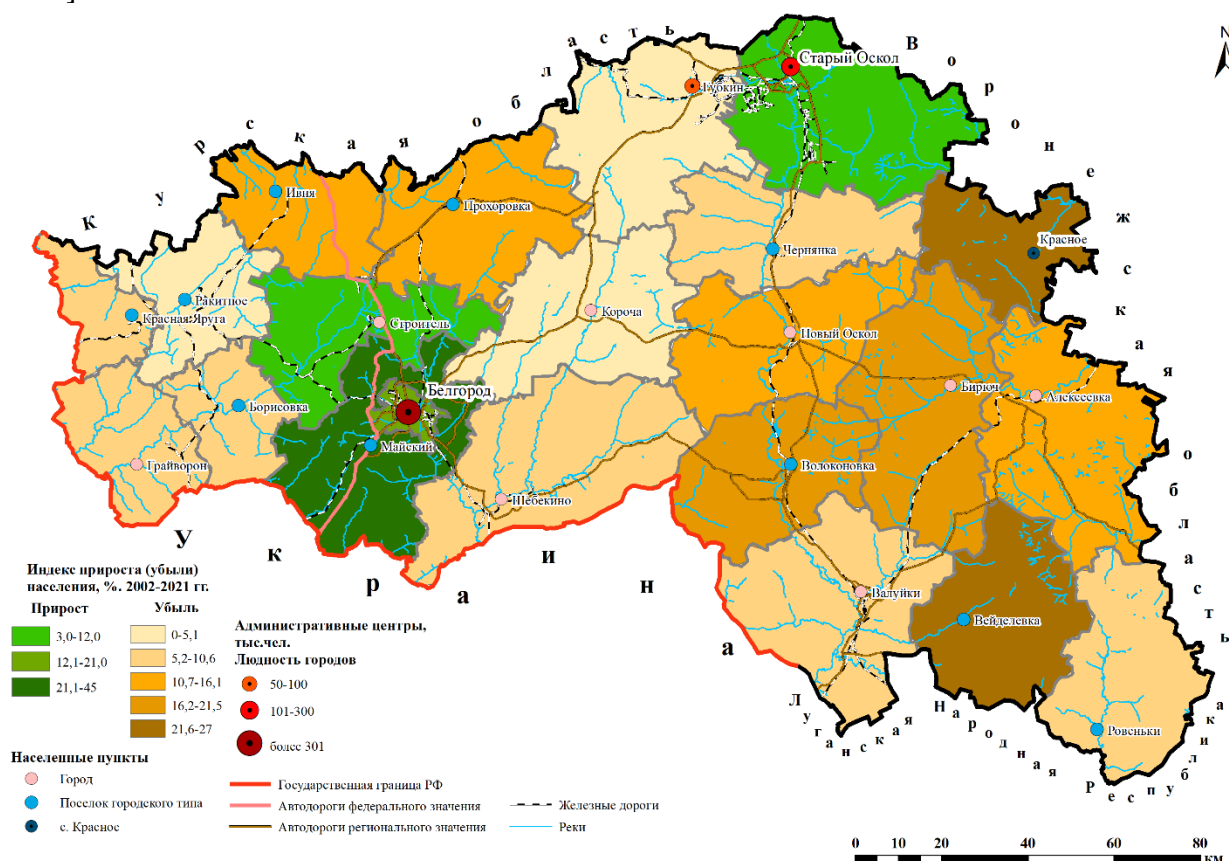 ]
Курская область
Воронежская область
N
Старый Оскол
Губкин
Ивня
Прохоровка
Красное
Чернянка
Ракитное
Красная Яруга
Строитель
Короча
Новый Оскол
Бирюч
Алексеевка
Борисовка
Белгород
Майский
Грайворон
Волоконовка
Шебекино
Валуйки
Вейделевка
Ровеньки
Украина
Луганская Народная Республика
Индекс прироста (убыли)
населения, %. 2002-2021 гг.
Прирост
Убыль
3,0-12,0
12,1-21,0
21,1-45
0-5,1
5,2-10,6
10,7-16,1
16,2-21,5
21,6-27
Административные центры,
тыс.чел.
Людность городов
50-100
101-300
более 301
Населенные пункты
Город
Поселок городского типа
с. Красное
Государственная граница РФ
Автодороги федерального значения
Автодороги регионального значения
Железные дороги
Реки
0 10 20 40 60 80
км